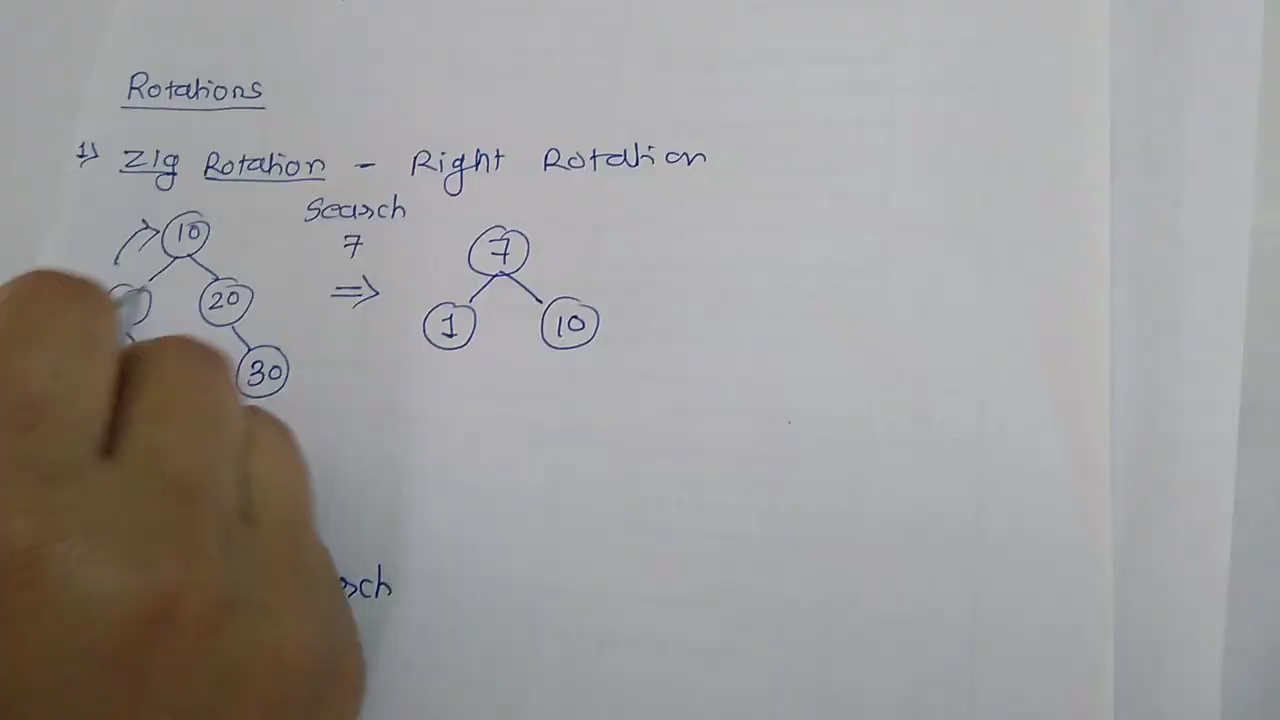 Rotations
1) Zig Rotation - Right Rotation
Search
7
10
20
30
⇒
7
1
10